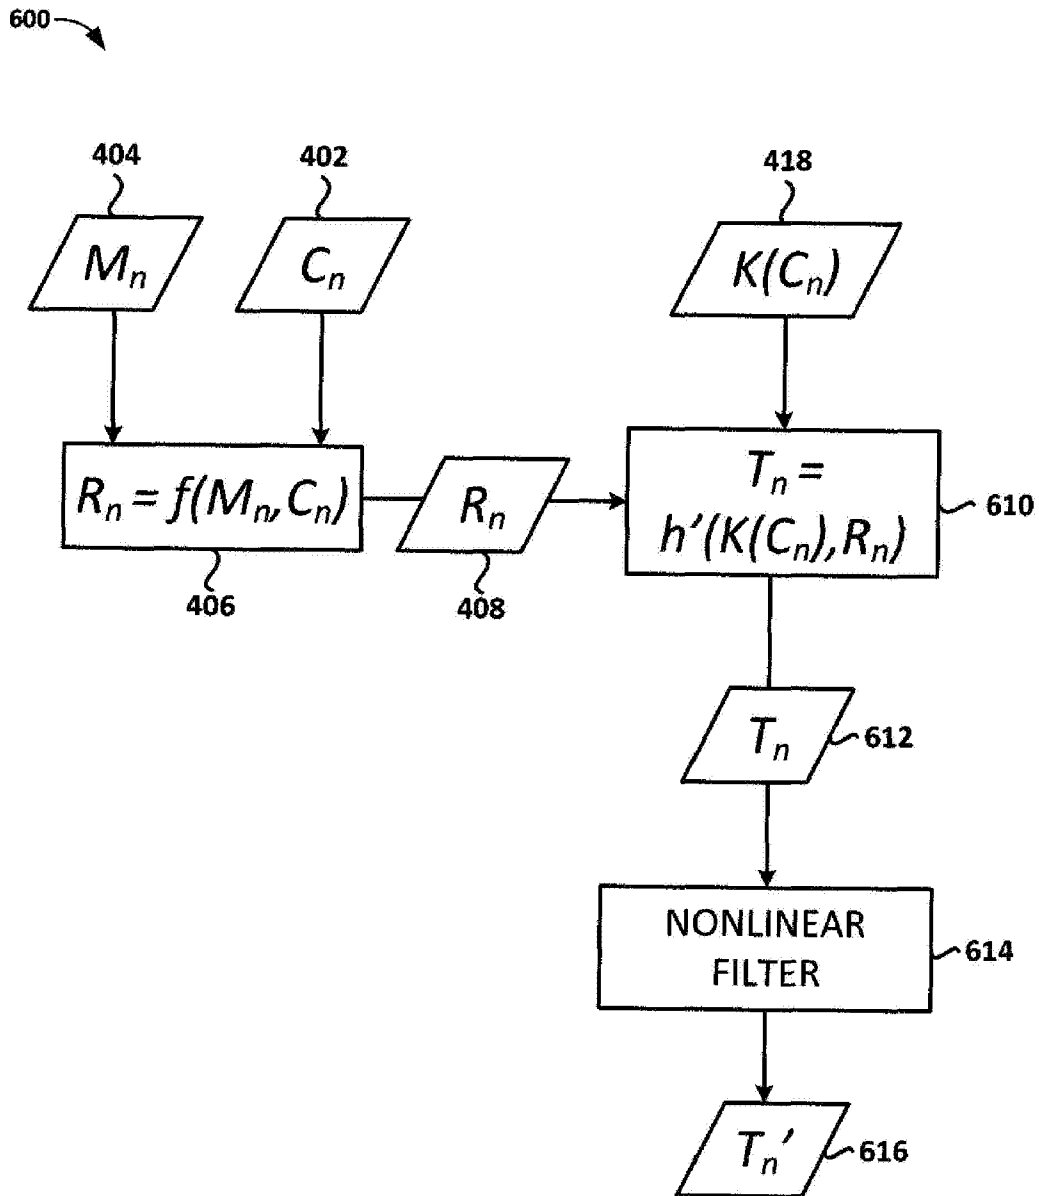 600
404
402
418
Mn
Cn
K(Cn)
Rn = f(Mn,Cn)
Rn
Tn =
h’(K(Cn),Rn)
610
406
408
Tn
612
NONLINEAR
FILTER
614
Tn’
616